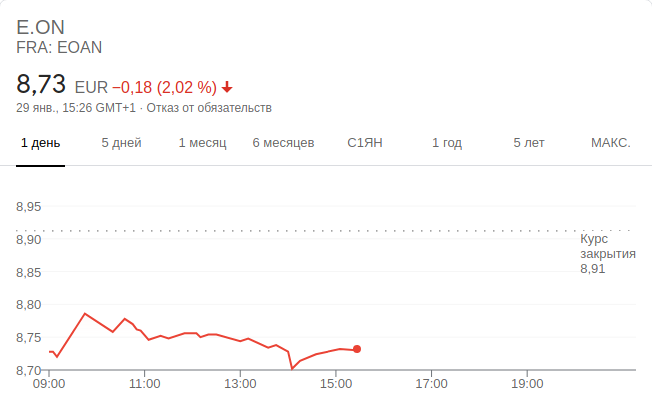 E.ON
FRA: EOAN
8,73 EUR −0,18 (2,02 %)
29 янв., 15:26 GMT+1 · Отказ от обязательств
1 день 5 дней 1 месяц 6 месяцев С1ЯН 1 год 5 лет МАКС.
8,95
8,90
Курс
закрытия
8,91
8,85
8,80
8,75
8,70
09:00 11:00 13:00 15:00 17:00 19:00